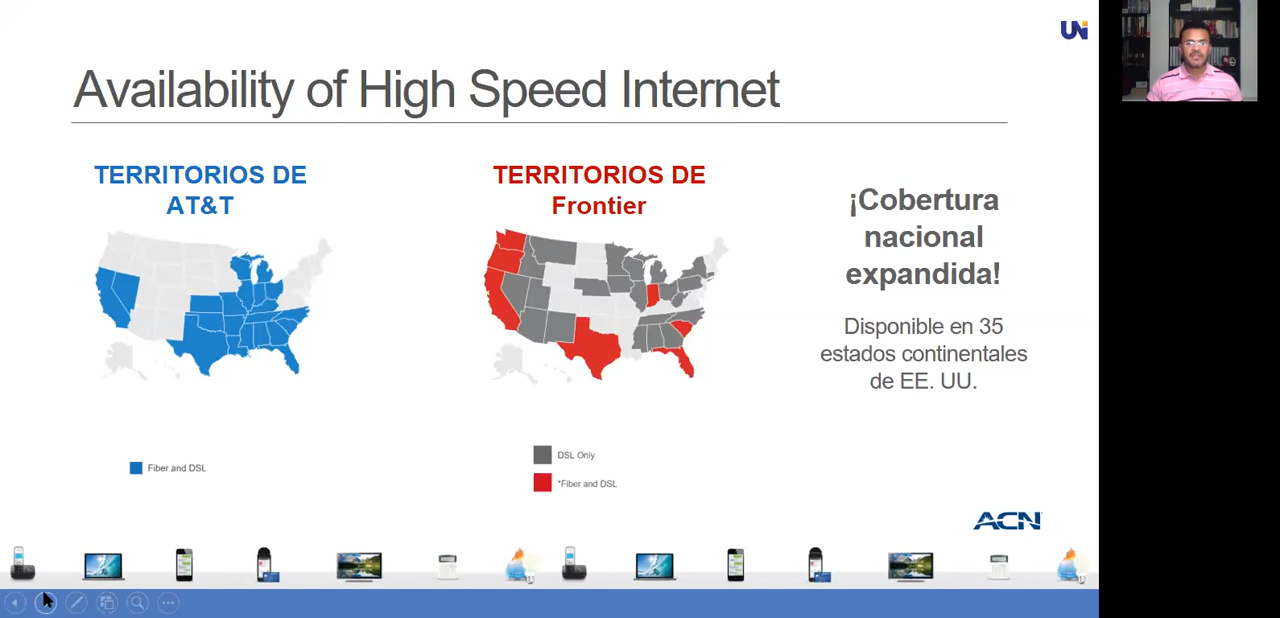 UN
Availability of High Speed Internet
TERRITORIOS DE
AT&T
TERRITORIOS DE
Frontier
¡Cobertura
nacional
expandida!
Disponible en 35
estados continentales
de EE. UU.
Fiber and DSL
DSL Only
*Fiber and DSL
ACN